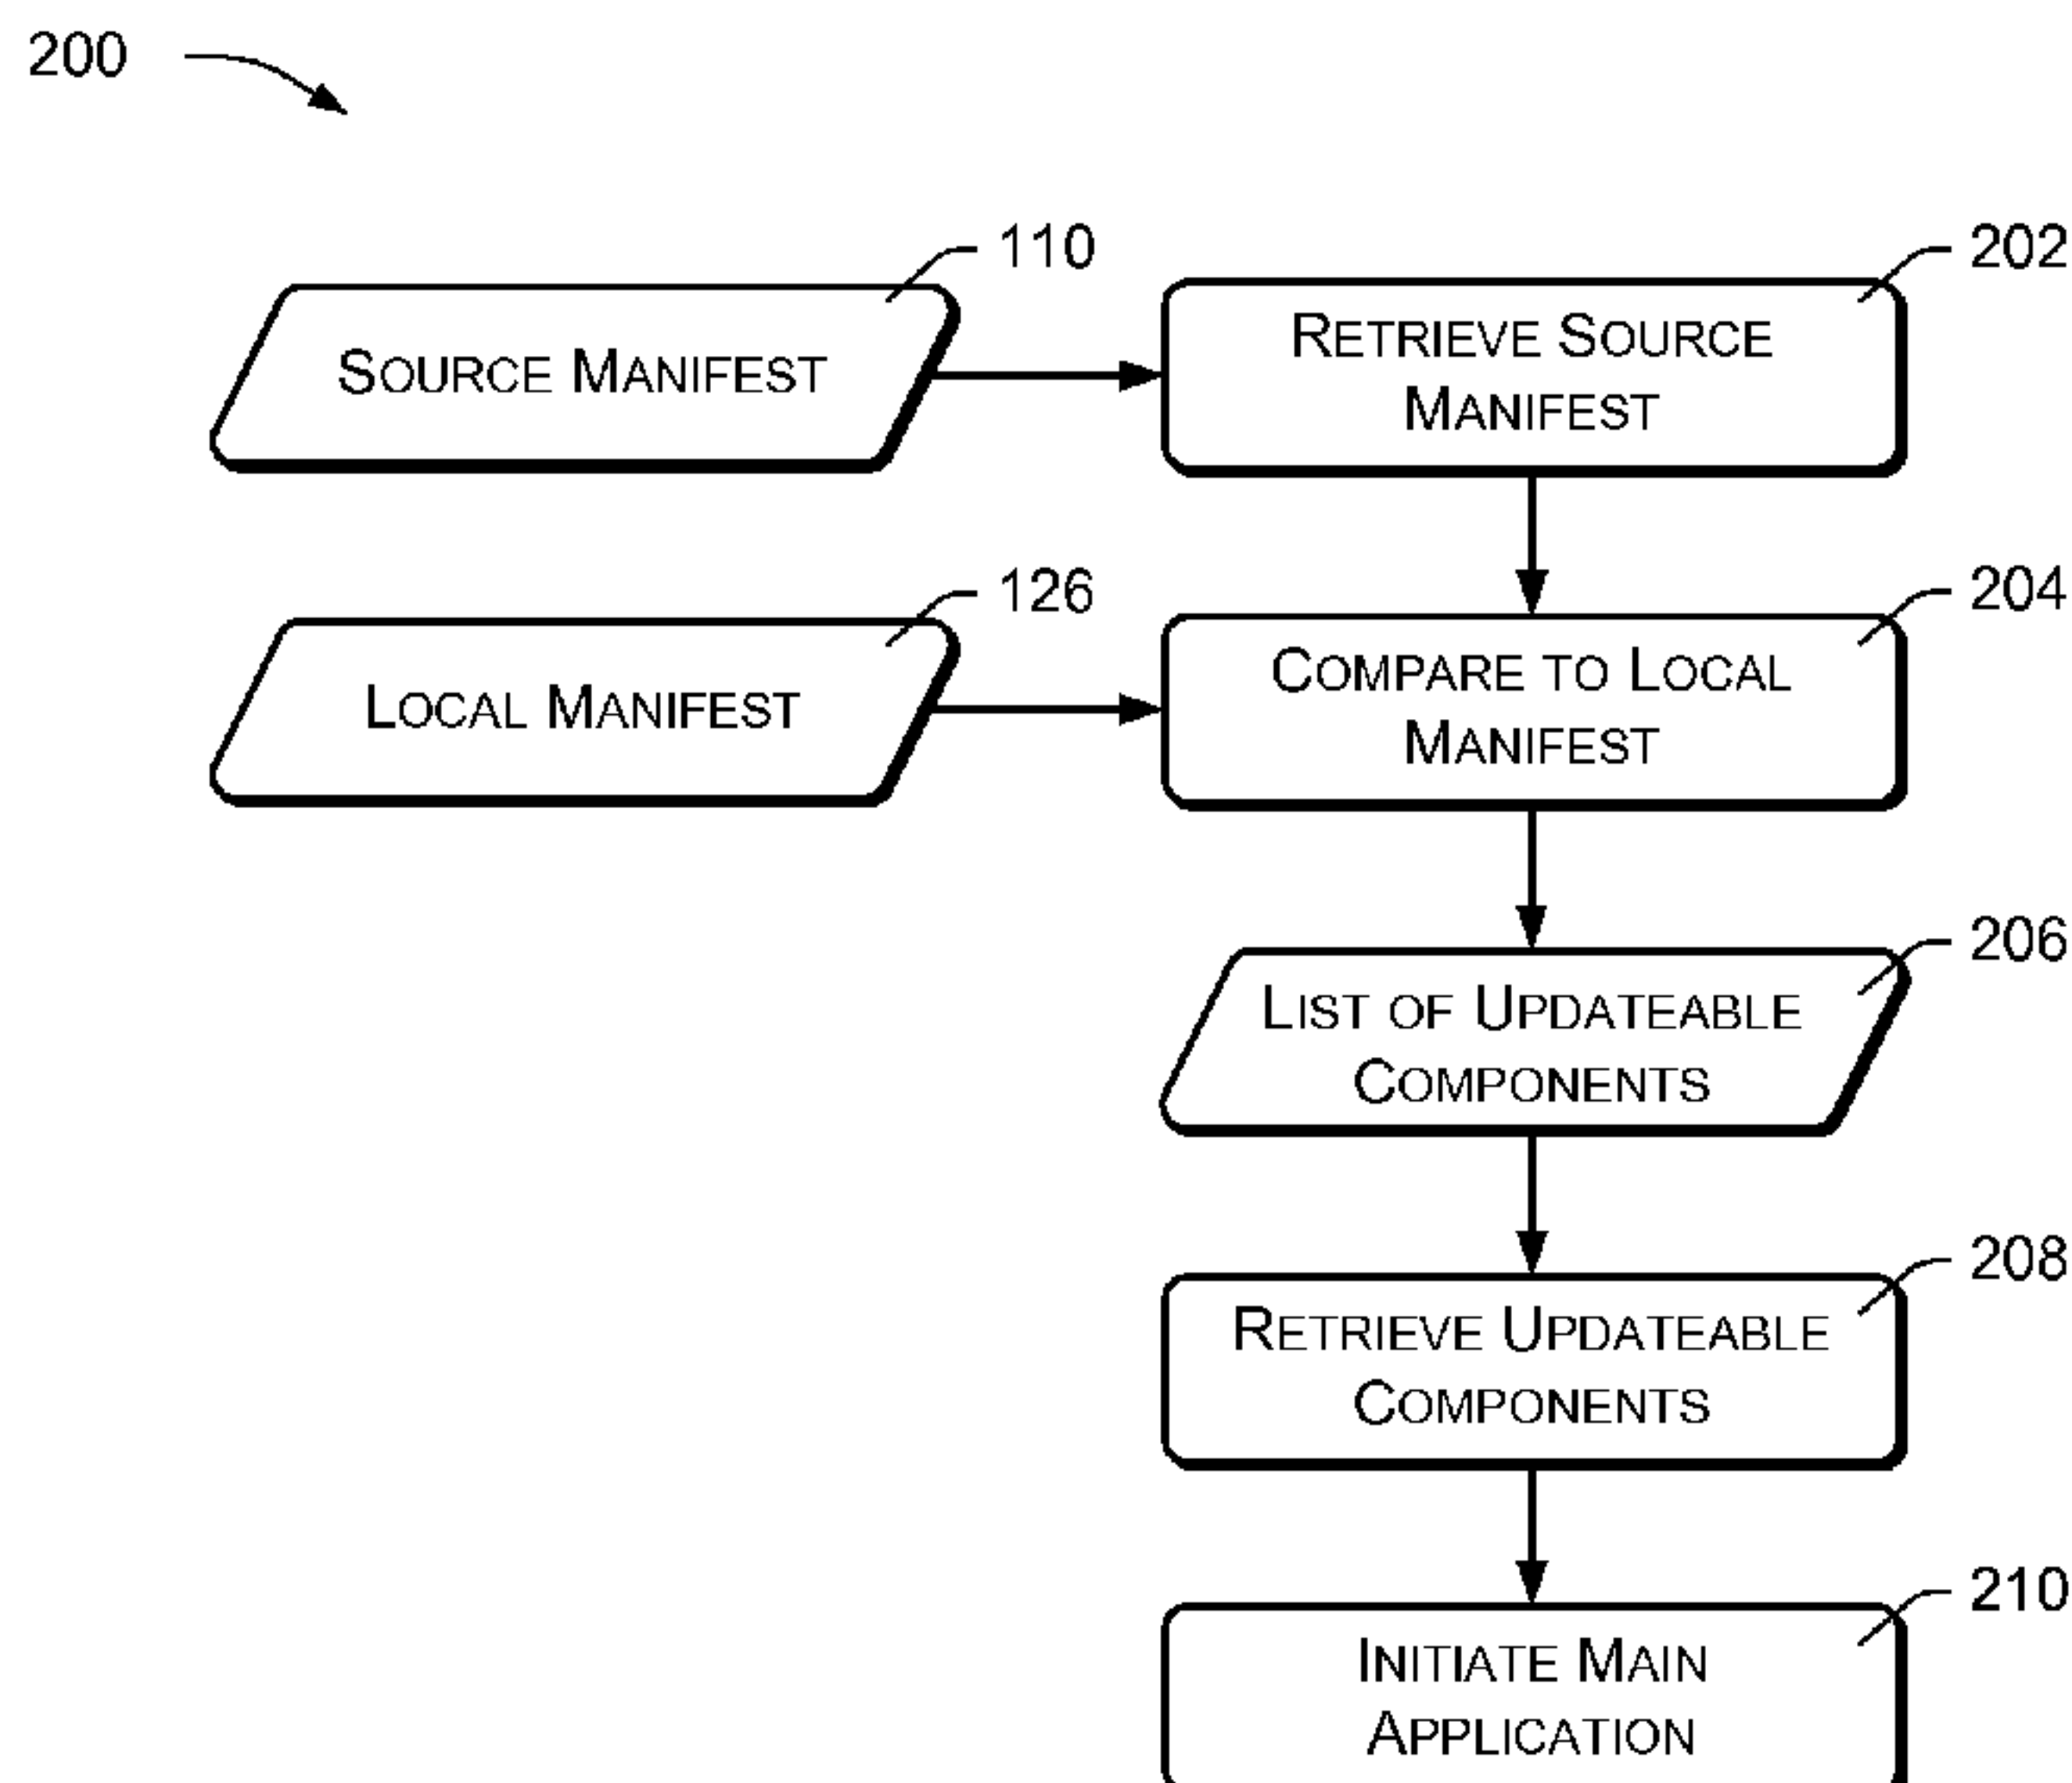 200
110
202
SOURCE MANIFEST
RETRIEVE SOURCE
MANIFEST
126
204
LOCAL MANIFEST
COMPARE TO LOCAL
MANIFEST
206
LIST OF UPDATEABLE
COMPONENTS
208
RETRIEVE UPDATEABLE
COMPONENTS
210
INITIATE MAIN
APPLICATION